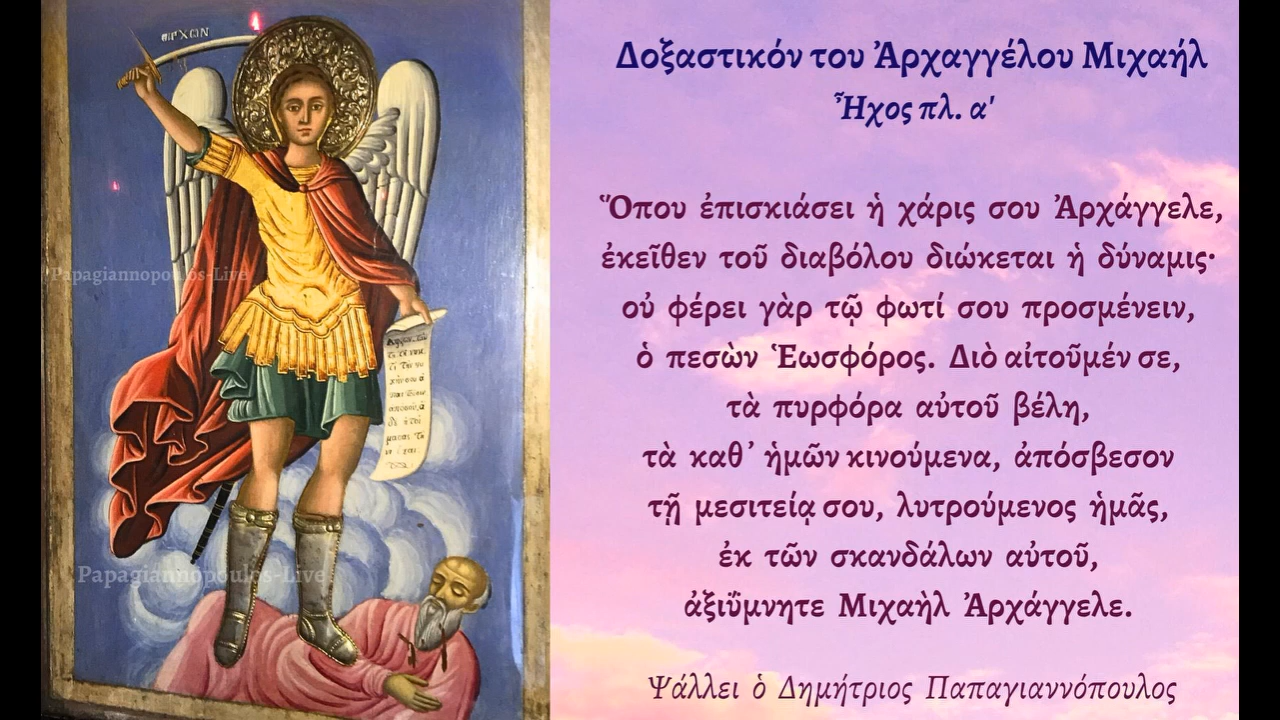 ΑΡΧΩΝ
Papagiannopoulos-Live
Papagiannopoulos-Live
Δοξαστικόν του Ἀρχαγγέλου Μιχαήλ
Ἦχος πλ. α'
Ὅπου ἐπισκιάσει ἡ χάρις σου Ἀρχάγγελε,
ἐκεῖθεν τοῦ διαβόλου διώκεται ἡ δύναμις·
οὐ φέρει γὰρ τῷ φωτί σου προσμένειν,
ὁ πεσὼν Ἑωσφόρος. Διὸ αἰτοῦμέν σε,
τὰ πυρφόρα αὐτοῦ βέλη,
τὰ καθ᾽ ἡμῶν κινούμενα, ἀπόσβεσον
τῇ μεσιτείᾳ σου, λυτρούμενος ἡμᾶς,
ἐκ τῶν σκανδάλων αὐτοῦ,
ἀξιΰμνητε Μιχαὴλ Ἀρχάγγελε.
Ψάλλει ὁ Δημήτριος Παπαγιαννόπουλος